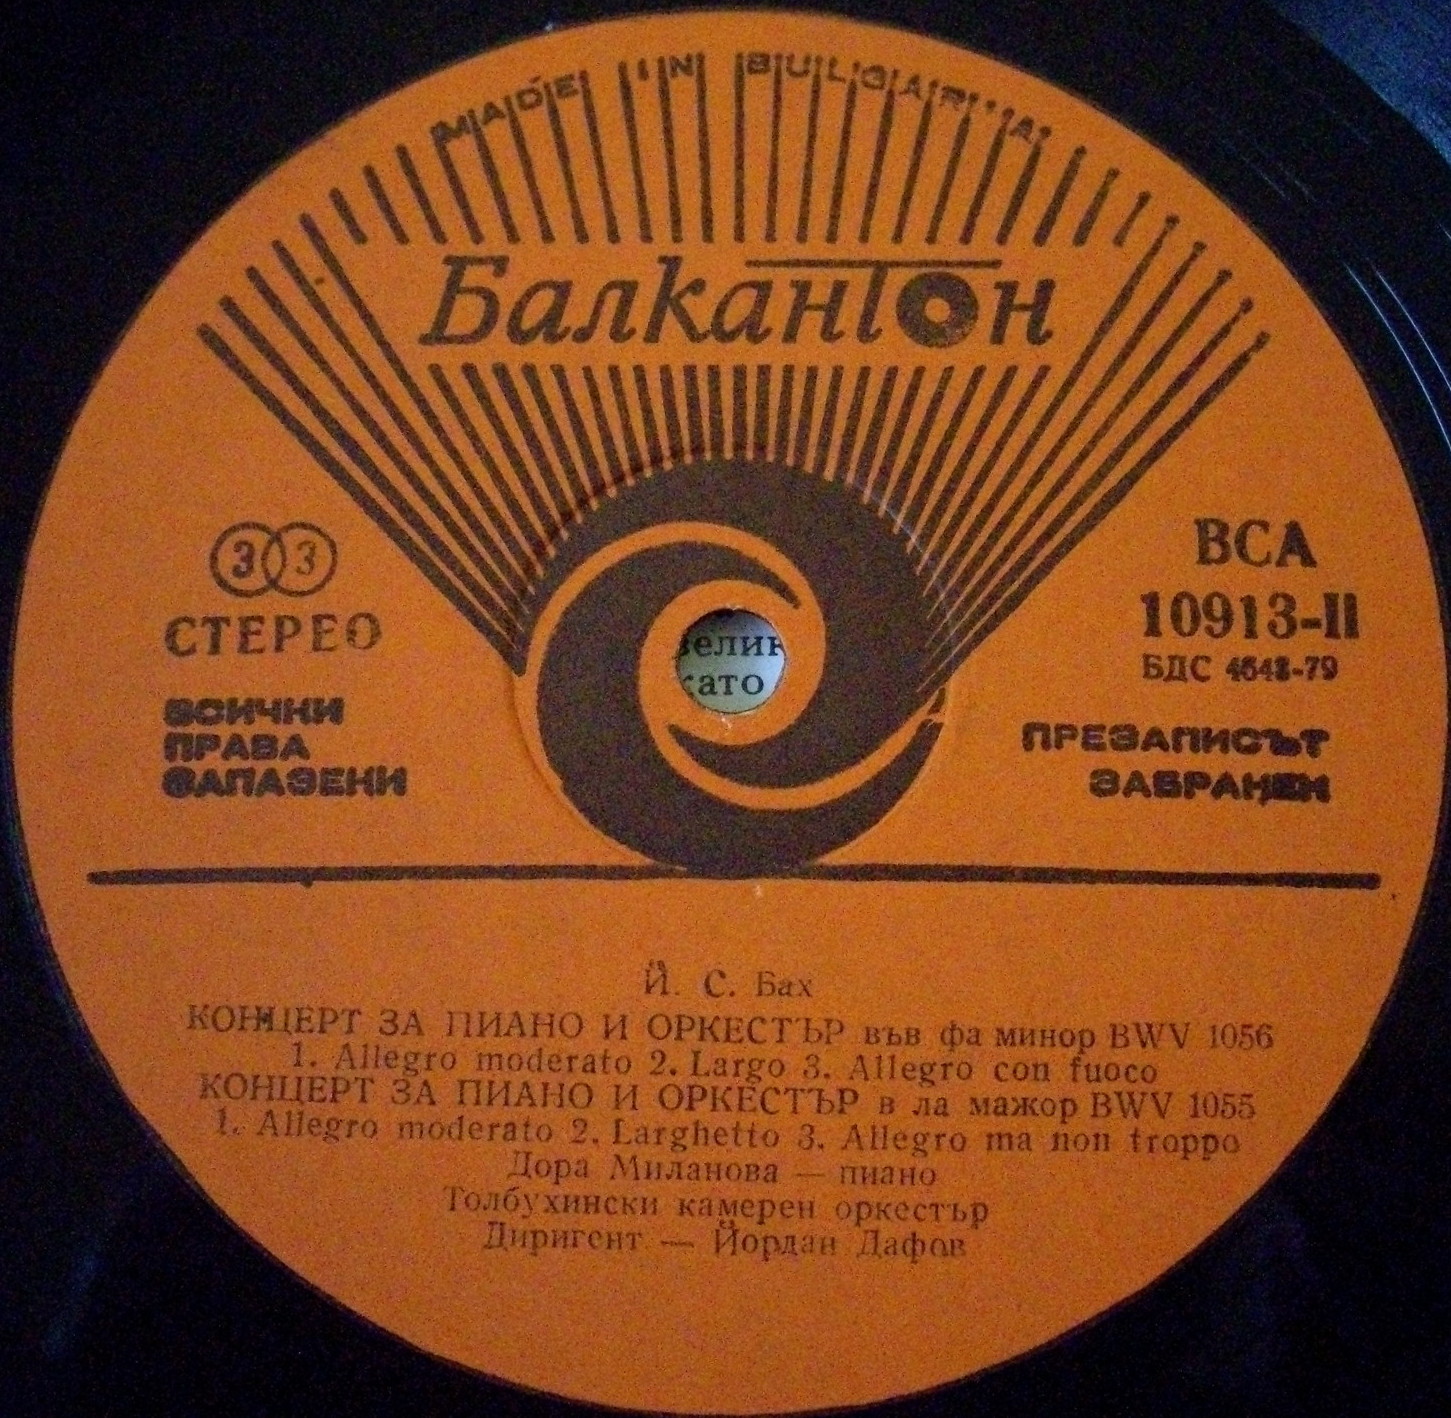 MADE IN BULGARIA
Балкантон
33
СТЕРЕО
ВСИЧКИ
ПРАВА
ЗАПАЗЕНИ
ВСА
10913-II
БДС 4648-79
ПРЕЗАПИСЪТ
ЗАБРАНЕН
като
Й. С. Бах
КОНЦЕРТ ЗА ПИАНО И ОРКЕСТЪР във фа минор BWV 1056
1. Allegro moderato 2. Largo 3. Allegro con fuoco
КОНЦЕРТ ЗА ПИАНО И ОРКЕСТЪР в ла мажор BWV 1055
1. Allegro moderato 2. Larghetto 3. Allegro ma non troppo
Дора Миланова — пиано
Толбухински камерен оркестър
Диригент — Йордан Дафов